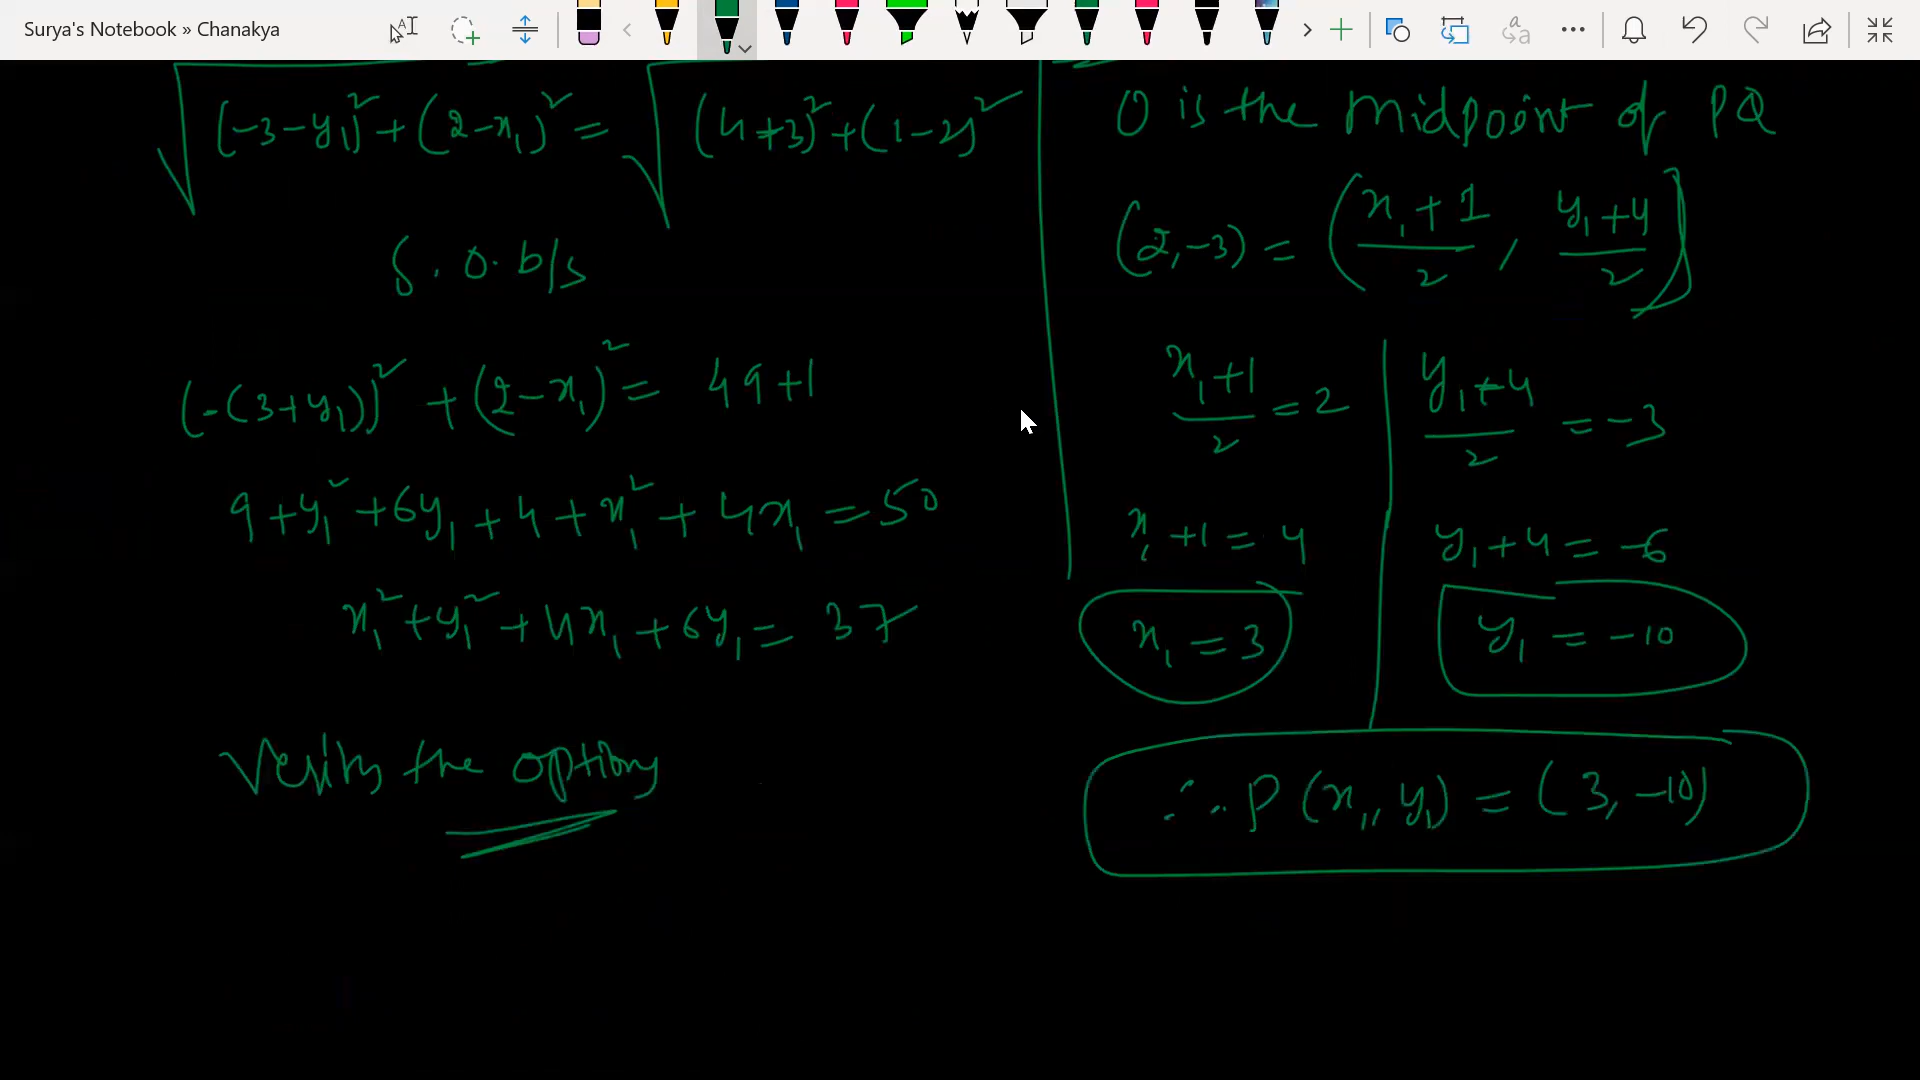 Surya's Notebook » Chanakya
√((-3-y₁)²+(2-x₁)²) = √((4+3)²+(1-2)²)
S.O.b/s
(-(3+y₁))² + (2-x₁)² = 49+1
9+y₁²+6y₁+4+x₁²+4x₁=50
x₁²+y₁²+4x₁+6y₁=37
Verify the options
O is the Midpoint of PQ
(2,-3) = (x₁+1/2, y₁+4/2)
x₁+1/2 = 2
x₁+1=4
x₁=3
y₁+4/2 = -3
y₁+4=-6
y₁=-10
∴ P(x₁,y₁) = (3,-10)